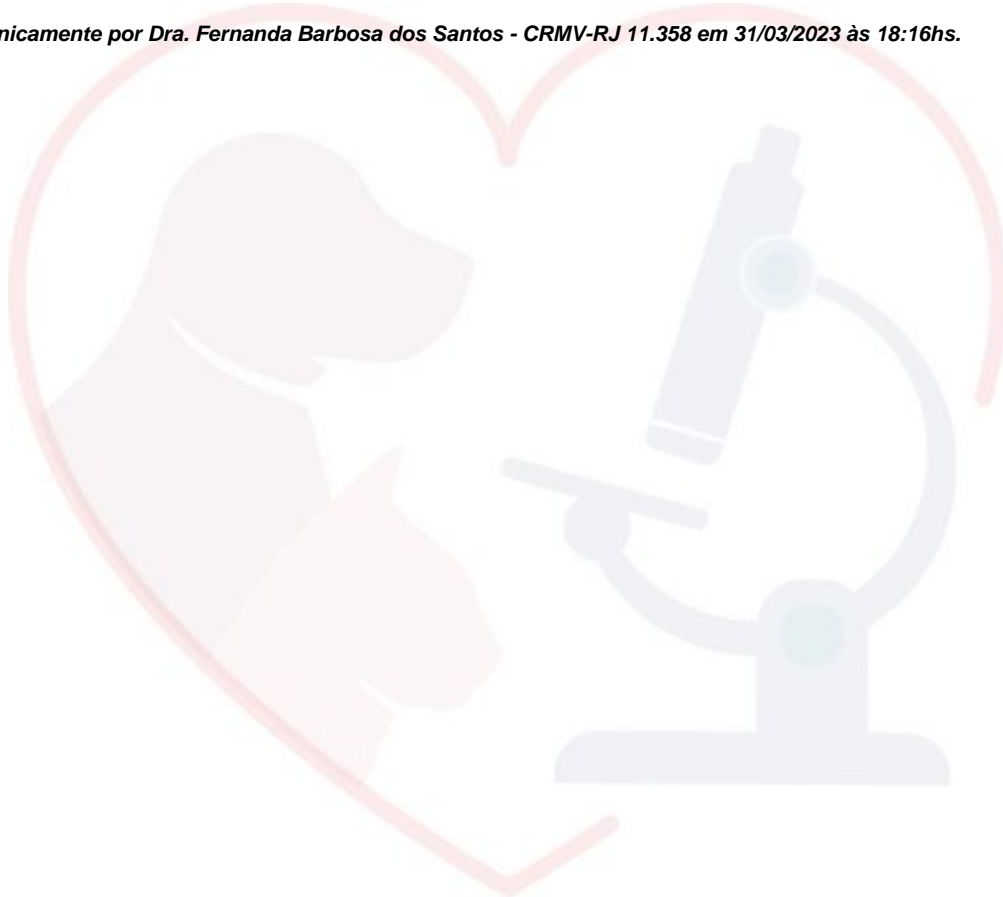 nicamente por Dra. Fernanda Barbosa dos Santos - CRMV-RJ 11.358 em 31/03/2023 às 18:16hs.